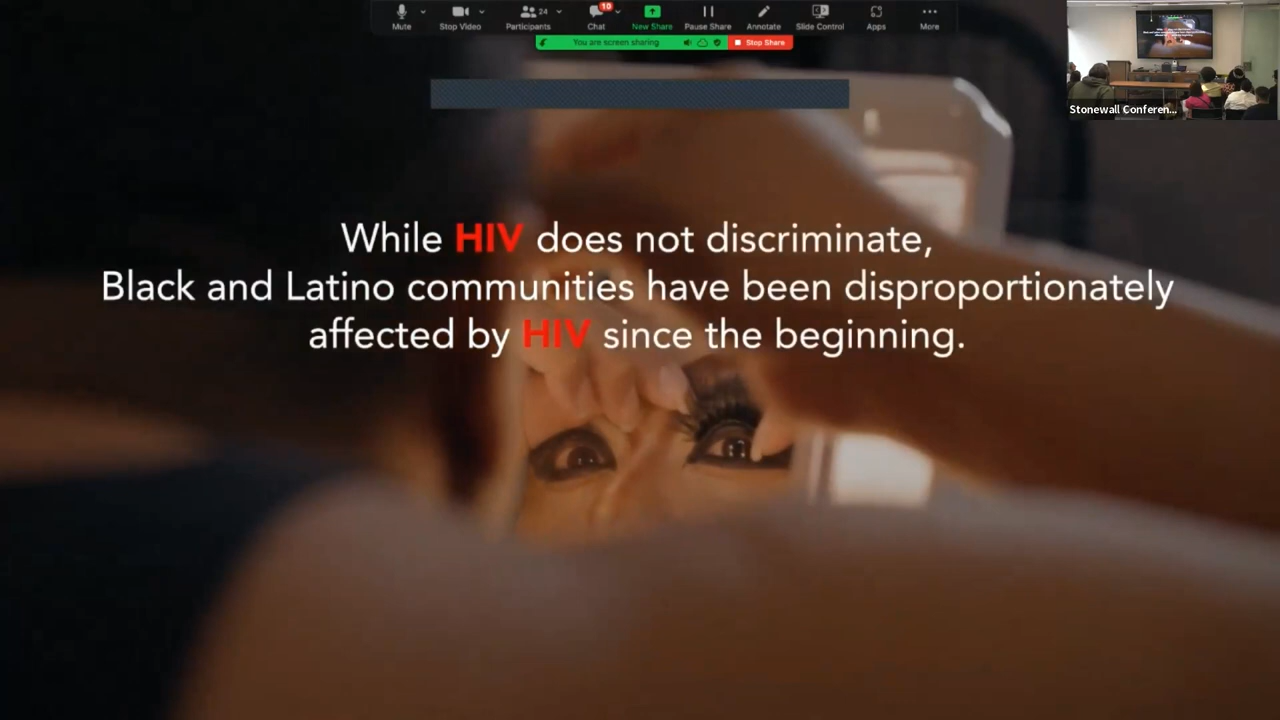 Mute
Stop Video
Participants
24
Chat
10
New Share
Pause Share
Annotate
Slide Control
Apps
More
You are screen sharing
Stop Share
Stonewall Conferen...
While HIV does not discriminate,
Black and Latino communities have been disproportionately
affected by HIV since the beginning.